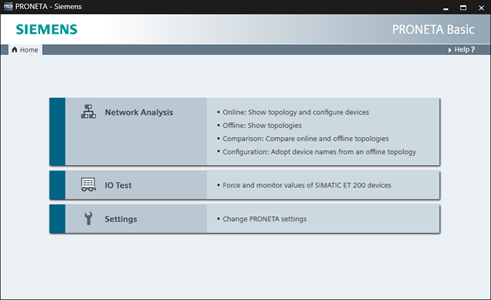 PRONETA - Siemens
SIEMENS
PRONETA Basic
Home
Help ?
Network Analysis
• Online: Show topology and configure devices
• Offline: Show topologies
• Comparison: Compare online and offline topologies
• Configuration: Adopt device names from an offline topology
IO Test
• Force and monitor values of SIMATIC ET 200 devices
Settings
• Change PRONETA settings